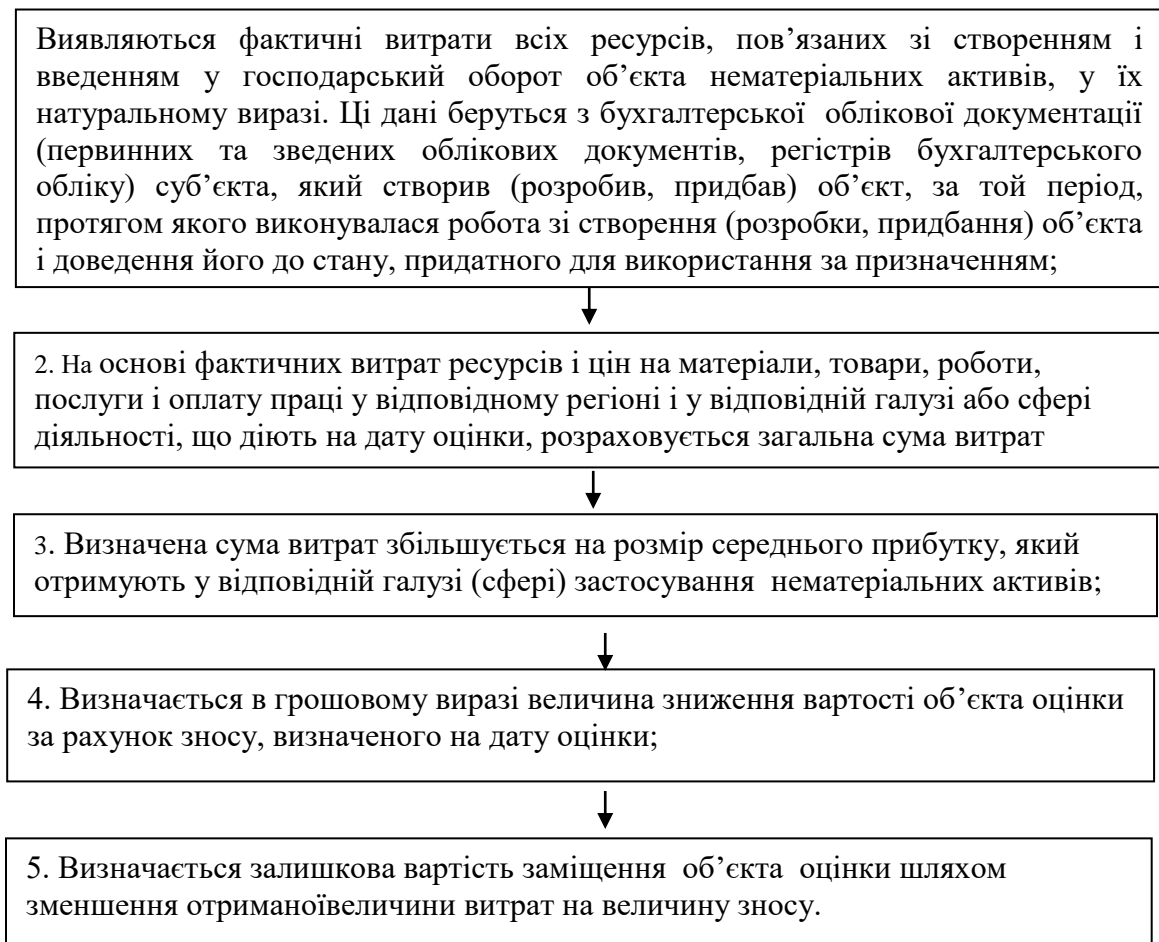 Виявляються фактичні витрати всіх ресурсів, пов’язаних зі створенням і
введенням у господарський оборот об’єкта нематеріальних активів, у їх
натуральному виразі. Ці дані беруться з бухгалтерської облікової документації
(первинних та зведених облікових документів, регістрів бухгалтерського
обліку) суб’єкта, який створив (розробив, придбав) об’єкт, за той період,
протягом якого виконувалася робота зі створення (розробки, придбання) об’єкта
і доведення його до стану, придатного для використання за призначенням;
2. На основі фактичних витрат ресурсів і цін на матеріали, товари, роботи,
послуги і оплату праці у відповідному регіоні і у відповідній галузі або сфері
діяльності, що діють на дату оцінки, розраховується загальна сума витрат
3. Визначена сума витрат збільшується на розмір середнього прибутку, який
отримують у відповідній галузі (сфері) застосування нематеріальних активів;
4. Визначається в грошовому виразі величина зниження вартості об’єкта оцінки
за рахунок зносу, визначеного на дату оцінки;
5. Визначається залишкова вартість заміщення об’єкта оцінки шляхом
зменшення отриманоївеличини витрат на величину зносу.